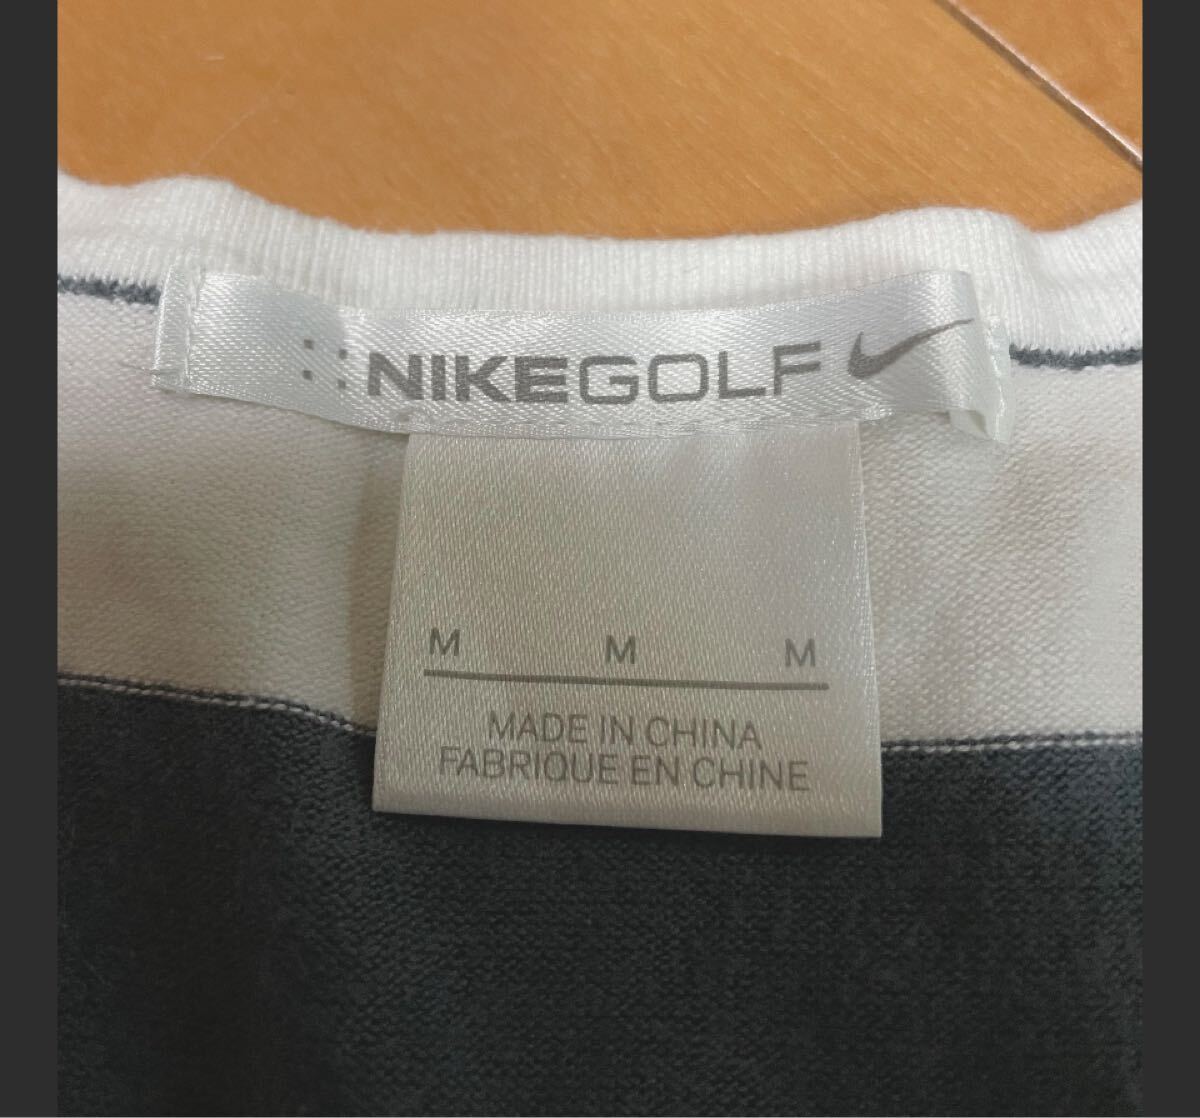 NIKEGOLF
M M M
MADE IN CHINA
FABRIQUE EN CHINE